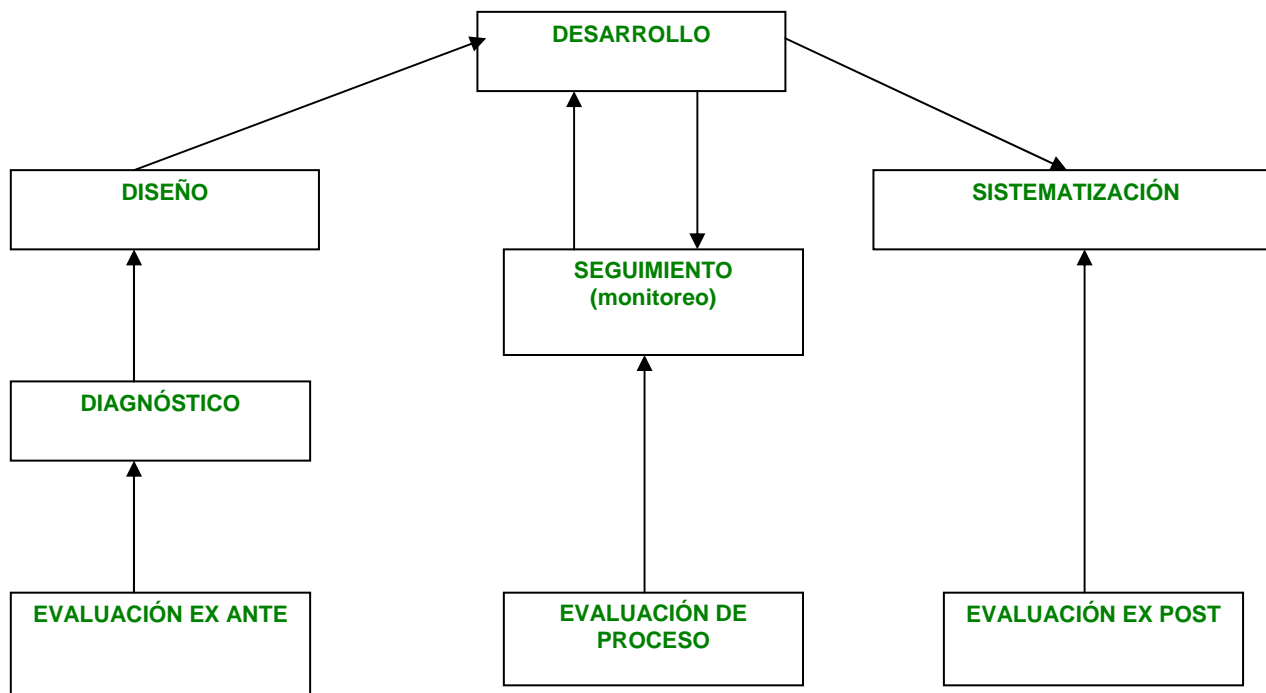 DESARROLLO
DISEÑO
SISTEMATIZACIÓN
SEGUIMIENTO
(monitoreo)
DIAGNÓSTICO
EVALUACIÓN EX ANTE
EVALUACIÓN DE
PROCESO
EVALUACIÓN EX POST